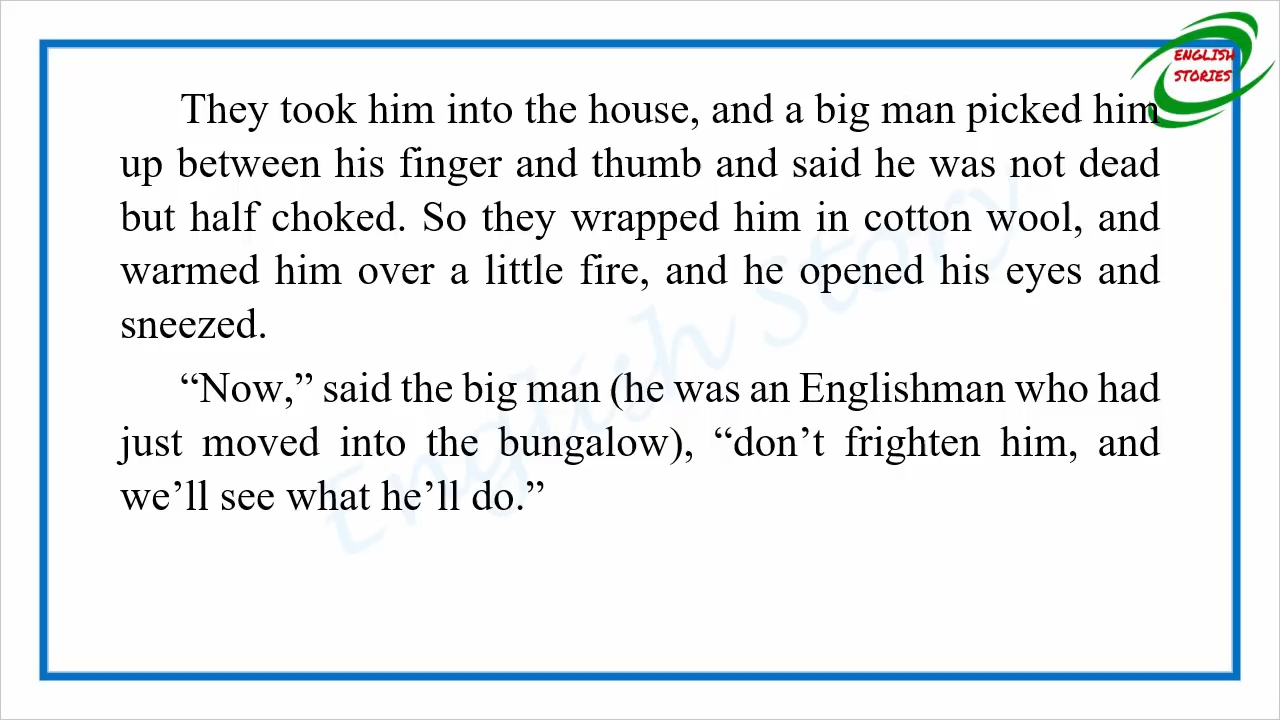 ENGLISH
STORIES
They took him into the house, and a big man picked him
up between his finger and thumb and said he was not dead
but half choked. So they wrapped him in cotton wool, and
warmed him over a little fire, and he opened his eyes and
sneezed.
“Now,” said the big man (he was an Englishman who had
just moved into the bungalow), “don’t frighten him, and
we’ll see what he’ll do.”
English Story